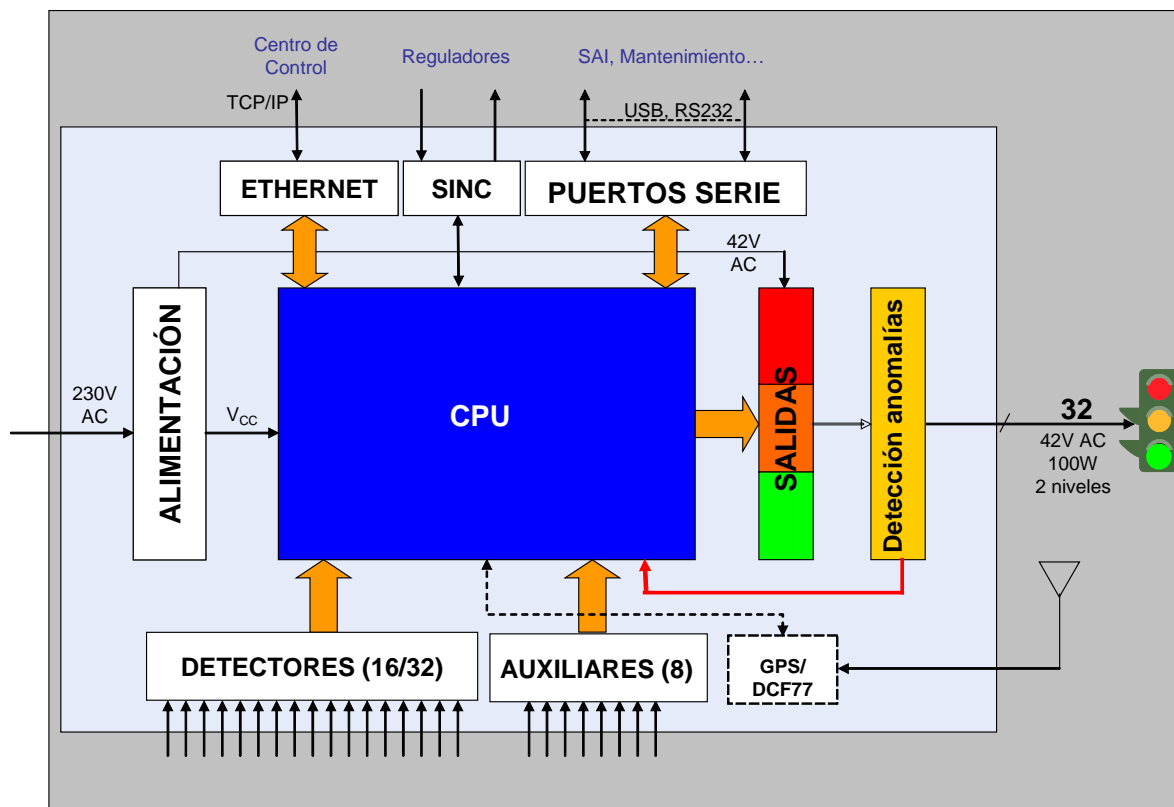 Centro de
Control
Reguladores
SAI, Mantenimiento…
TCP/IP
USB, RS232
ETHERNET
SINC
PUERTOS SERIE
42V
AC
ALIMENTACIÓN
230V
AC
VCC
CPU
SALIDAS
Detección anomalías
32
42V AC
100W
2 niveles
DETECTORES (16/32)
AUXILIARES (8)
GPS/
DCF77